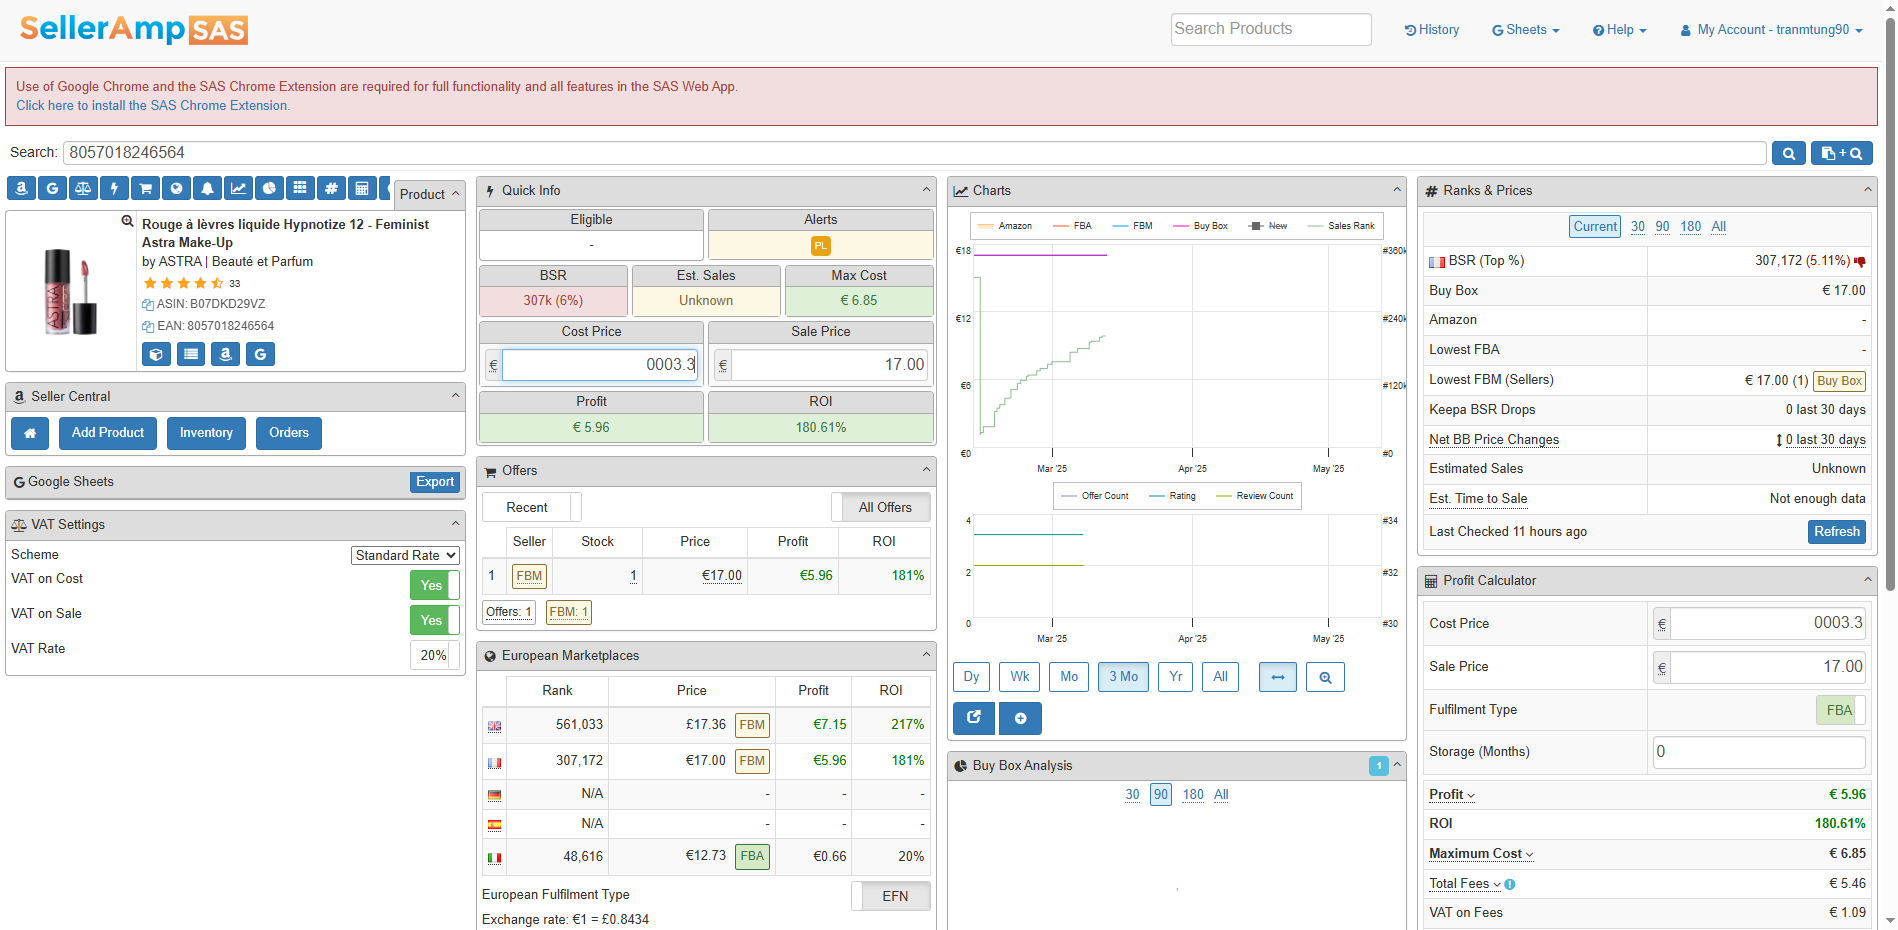 SellerAmp SAS
Search Products
History
Sheets
Help
My Account - tranmtung90
Use of Google Chrome and the SAS Chrome Extension are required for full functionality and all features in the SAS Web App.
Click here to install the SAS Chrome Extension.
Search: 8057018246564
Product
Rouge à lèvres liquide Hypnotize 12 - Feminist
Astra Make-Up
by ASTRA | Beauté et Parfum
33
ASIN: B07DKD29VZ
EAN: 8057018246564
ASTRA
Seller Central
Add Product
Inventory
Orders
Google Sheets
Export
VAT Settings
Scheme Standard Rate
VAT on Cost Yes
VAT on Sale Yes
VAT Rate 20%
Quick Info
Eligible Alerts
- PL
BSR Est. Sales Max Cost
307k (6%) Unknown € 6.85
Cost Price Sale Price
€ 0003.3 € 17.00
Profit ROI
€ 5.96 180.61%
Offers
Recent All Offers
Seller Stock Price Profit ROI
1 FBM 1 €17.00 €5.96 181%
Offers: 1 FBM: 1
European Marketplaces
Rank Price Profit ROI
561,033 £17.36 FBM €7.15 217%
307,172 €17.00 FBM €5.96 181%
N/A - - -
N/A - - -
48,616 €12.73 FBA €0.66 20%
European Fulfilment Type EFN
Exchange rate: €1 = £0.8434
Charts
Amazon FBA FBM Buy Box New Sales Rank
€18 #360k
€12 #240k
€6 #120k
€0 #0
Mar '25 Apr '25 May '25
Offer Count Rating Review Count
4 #34
2 #32
0 #30
Mar '25 Apr '25 May '25
Dy Wk Mo 3 Mo Yr All
Buy Box Analysis 1
30 90 180 All
Ranks & Prices
Current 30 90 180 All
BSR (Top %) 307,172 (5.11%)
Buy Box € 17.00
Amazon -
Lowest FBA -
Lowest FBM (Sellers) € 17.00 (1) Buy Box
Keepa BSR Drops 0 last 30 days
Net BB Price Changes 0 last 30 days
Estimated Sales Unknown
Est. Time to Sale Not enough data
Last Checked 11 hours ago Refresh
Profit Calculator
Cost Price € 0003.3
Sale Price € 17.00
Fulfilment Type FBA
Storage (Months) 0
Profit € 5.96
ROI 180.61%
Maximum Cost € 6.85
Total Fees € 5.46
VAT on Fees € 1.09